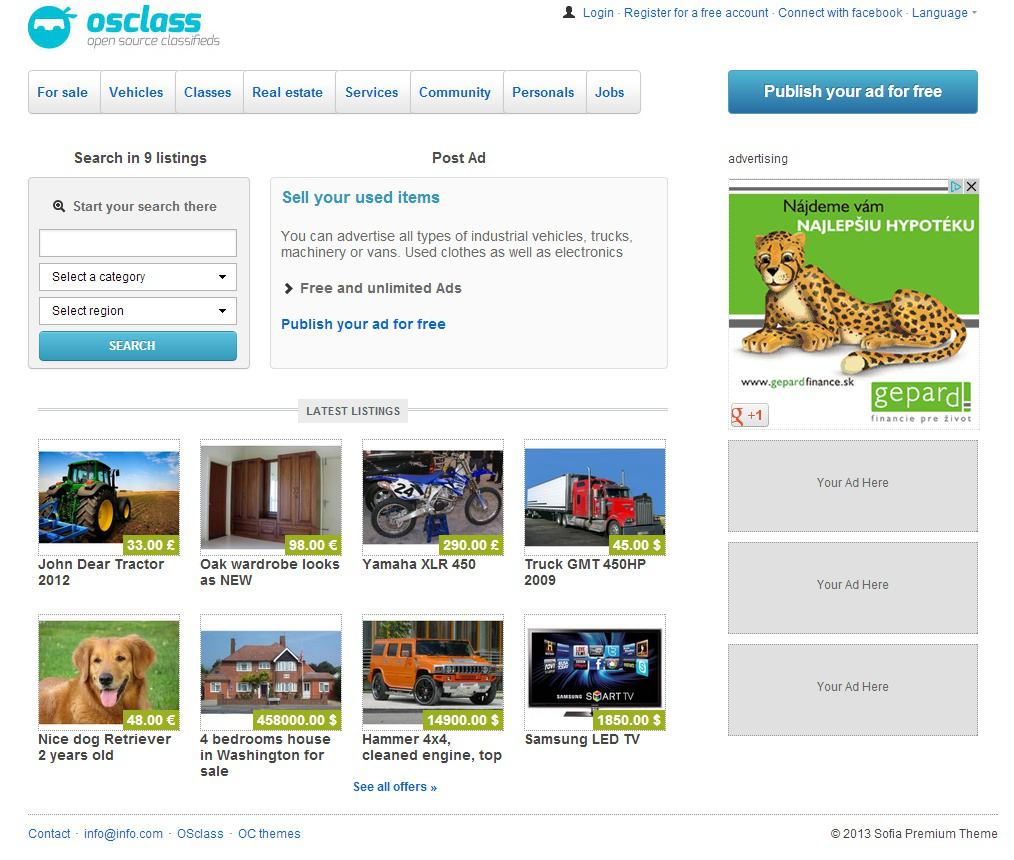 osclass
open source classifieds
Login · Register for a free account · Connect with facebook · Language
For sale
Vehicles
Classes
Real estate
Services
Community
Personals
Jobs
Publish your ad for free
Search in 9 listings
Start your search there
Select a category
Select region
SEARCH
Post Ad
Sell your used items
You can advertise all types of industrial vehicles, trucks,
machinery or vans. Used clothes as well as electronics
Free and unlimited Ads
Publish your ad for free
advertising
Nájdeme vám
NAJLEPŠIU HYPOTÉKU
www.gepardfinance.sk
gepard!
financie pre život
g +1
Your Ad Here
Your Ad Here
Your Ad Here
LATEST LISTINGS
33.00 £
John Dear Tractor
2012
98.00 €
Oak wardrobe looks
as NEW
24
290.00 £
Yamaha XLR 450
45.00 $
Truck GMT 450HP
2009
48.00 €
Nice dog Retriever
2 years old
458000.00 $
4 bedrooms house
in Washington for
sale
14900.00 $
Hammer 4x4,
cleaned engine, top
SAMSUNG SMART TV
1850.00 $
Samsung LED TV
See all offers »
Contact · info@info.com · OSclass · OC themes
© 2013 Sofia Premium Theme